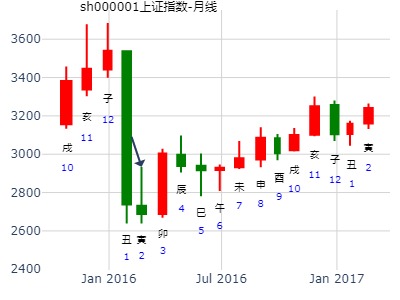 sh000001上证指数-月线
3600
3400
3200
3000
2800
2600
2400
戌
10
亥
11
子
12
丑
1
寅
2
卯
3
辰
4
巳
5
午
6
未
7
申
8
酉
9
戌
10
亥
11
子
12
丑
1
寅
2
Jan 2016
Jul 2016
Jan 2017